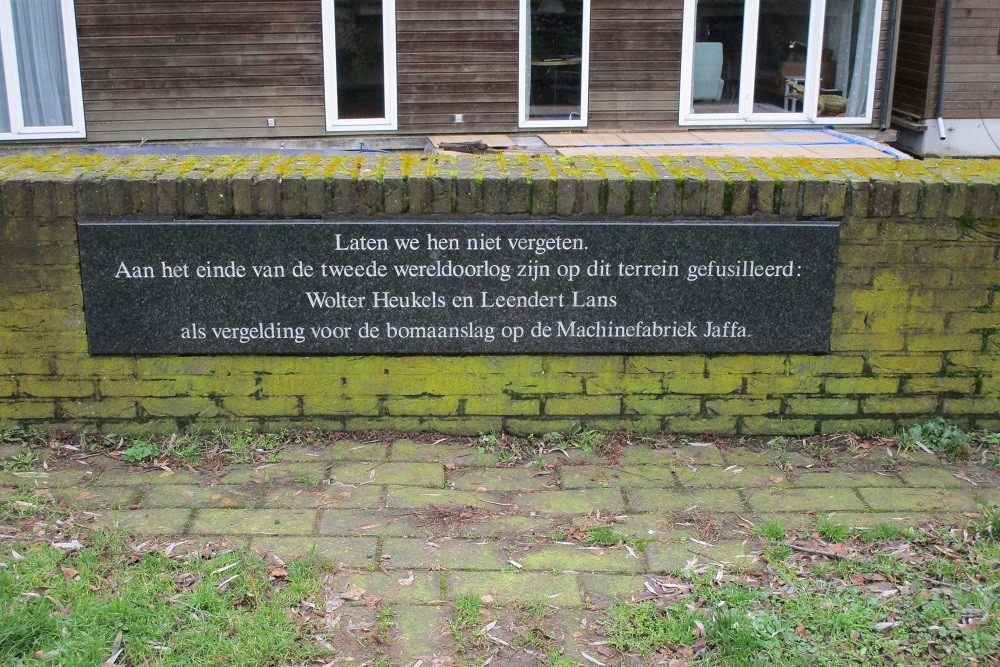 Laten we hen niet vergeten.
Aan het einde van de tweede wereldoorlog zijn op dit terrein gefusilleerd:
Wolter Heukels en Leendert Lans
als vergelding voor de bomaanslag op de Machinefabriek Jaffa.